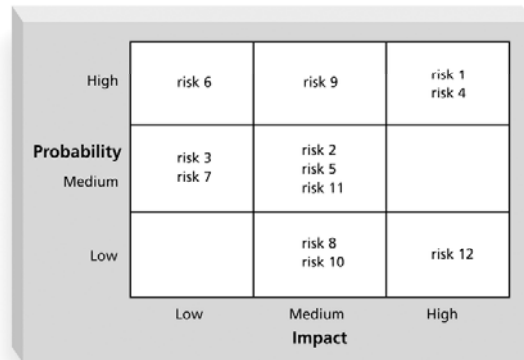 High
risk 6
risk 9
risk 1
risk 4
Probability
Medium
risk 3
risk 7
risk 2
risk 5
risk 11
Low
risk 8
risk 10
risk 12
Low
Medium
High
Impact